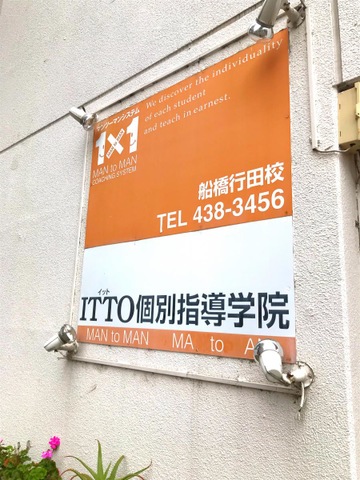 マンツーマンシステム
1×1
MAN to MAN
COACHING SYSTEM
We discover the individuality
of each student
and teach in earnest.
船橋行田校
TEL 438-3456
イット
ITTO個別指導学院
MAN to MAN MA to A